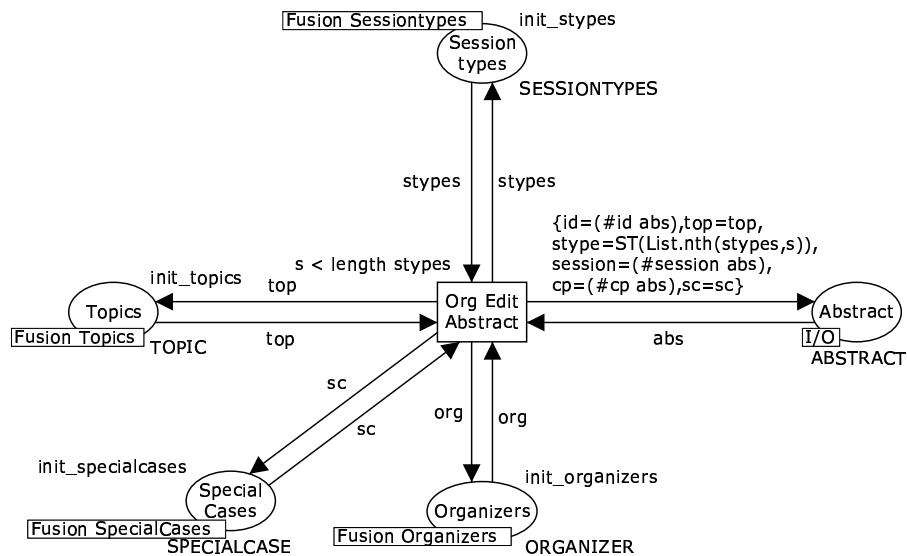 Fusion Sessiontypes
init_stypes
Session
types
SESSIONTYPES
stypes
stypes
{id=(#id abs),top=top,
stype=ST(List.nth(stypes,s)),
session=(#session abs),
cp=(#cp abs),sc=sc}
s < length stypes
init_topics
top
Topics
Fusion Topics
TOPIC
top
Org Edit
Abstract
Abstract
I/O
ABSTRACT
abs
sc
sc
org
org
init_specialcases
Special
Cases
Fusion SpecialCases
SPECIALCASE
init_organizers
Organizers
Fusion Organizers
ORGANIZER